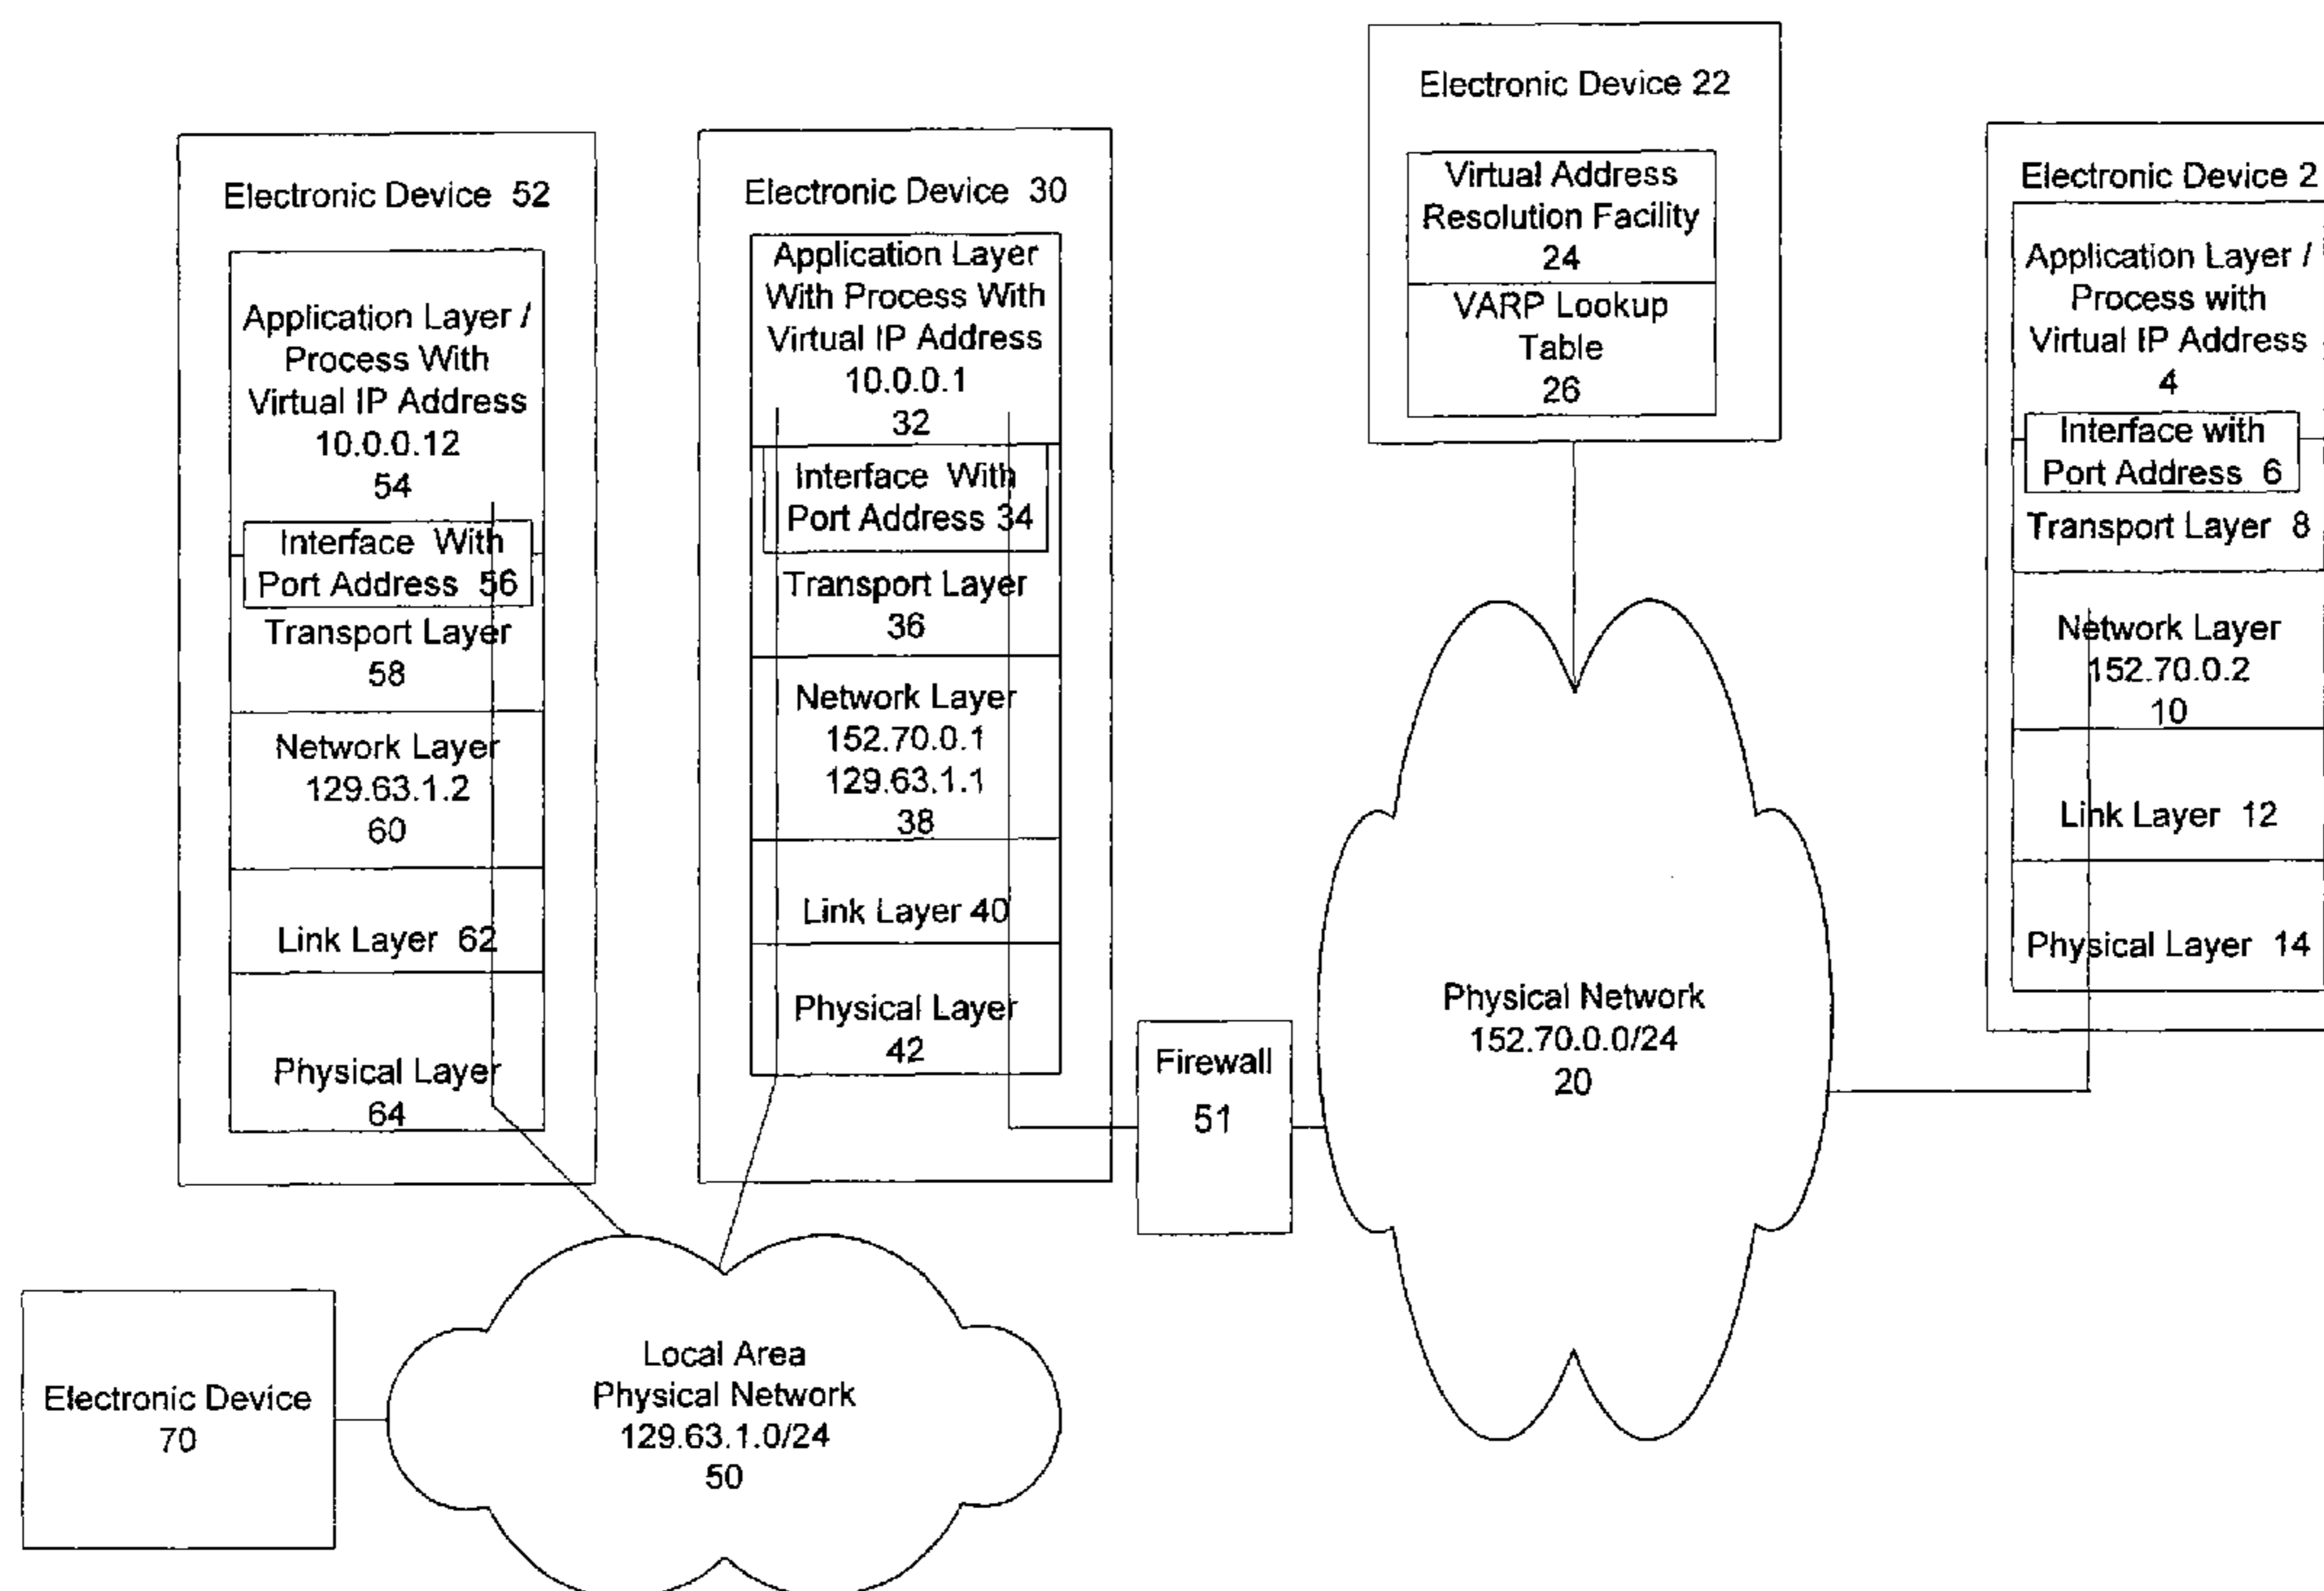 Electronic Device 52
Application Layer /
Process With
Virtual IP Address
10.0.0.12
54
Interface With
Port Address 56
Transport Layer
58
Network Layer
129.63.1.2
60
Link Layer 62
Physical Layer
64
Electronic Device 30
Application Layer
With Process With
Virtual IP Address
10.0.0.1
32
Interface With
Port Address 34
Transport Layer
36
Network Layer
152.70.0.1
129.63.1.1
38
Link Layer 40
Physical Layer
42
Electronic Device 22
Virtual Address
Resolution Facility
24
VARP Lookup
Table
26
Electronic Device 2
Application Layer /
Process with
Virtual IP Address
4
Interface with
Port Address 6
Transport Layer 8
Network Layer
152.70.0.2
10
Link Layer 12
Physical Layer 14
Firewall
51
Physical Network
152.70.0.0/24
20
Electronic Device
70
Local Area
Physical Network
129.63.1.0/24
50